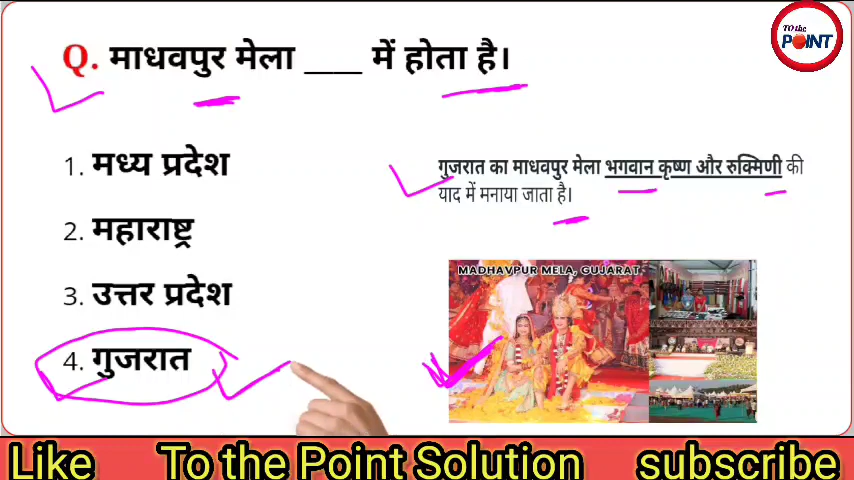 TO the
POINT
Q. माधवपुर मेला ____ में होता है।
1. मध्य प्रदेश
2. महाराष्ट्र
3. उत्तर प्रदेश
4. गुजरात
गुजरात का माधवपुर मेला भगवान कृष्ण और रुक्मिणी की
याद में मनाया जाता है।
MADHAVPUR MELA, GUJARAT
Like To the Point Solution subscribe